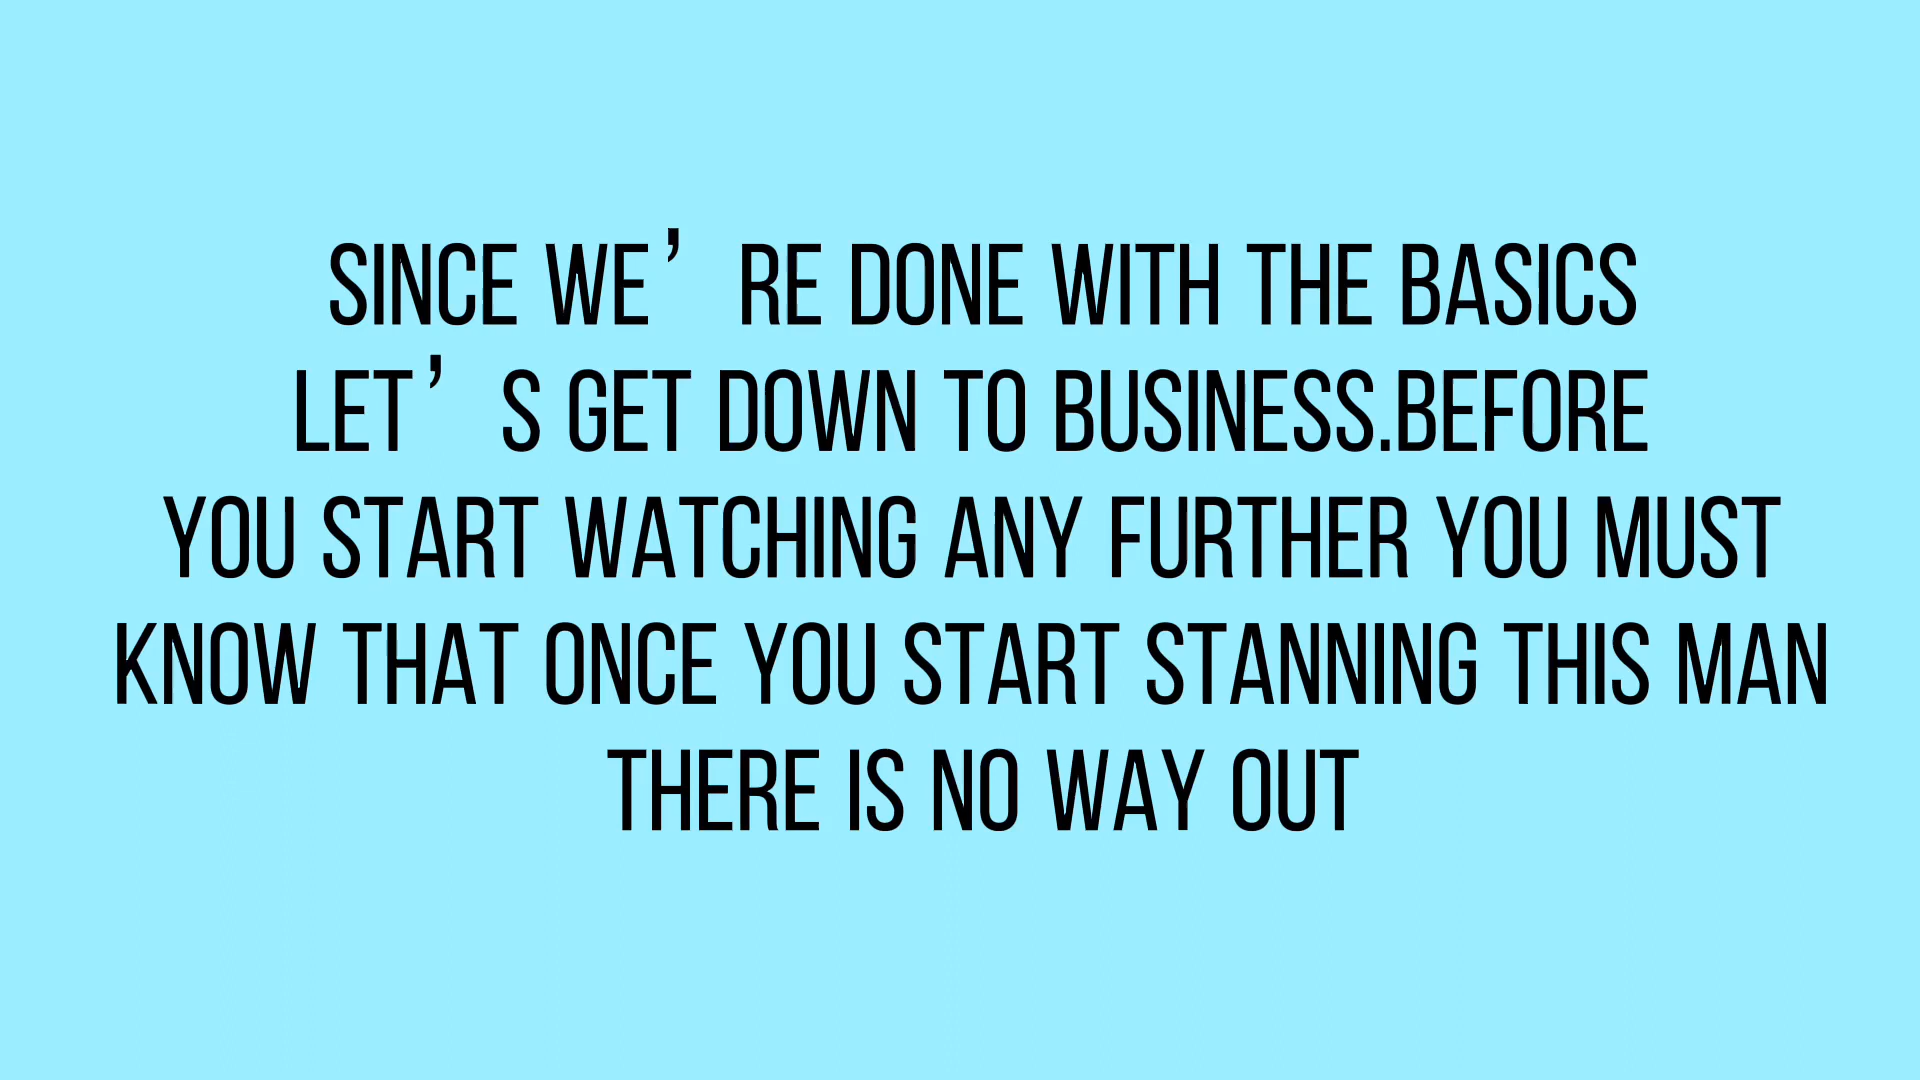 SINCE WE’RE DONE WITH THE BASICS
LET’S GET DOWN TO BUSINESS.BEFORE
YOU START WATCHING ANY FURTHER YOU MUST
KNOW THAT ONCE YOU START STANNING THIS MAN
THERE IS NO WAY OUT